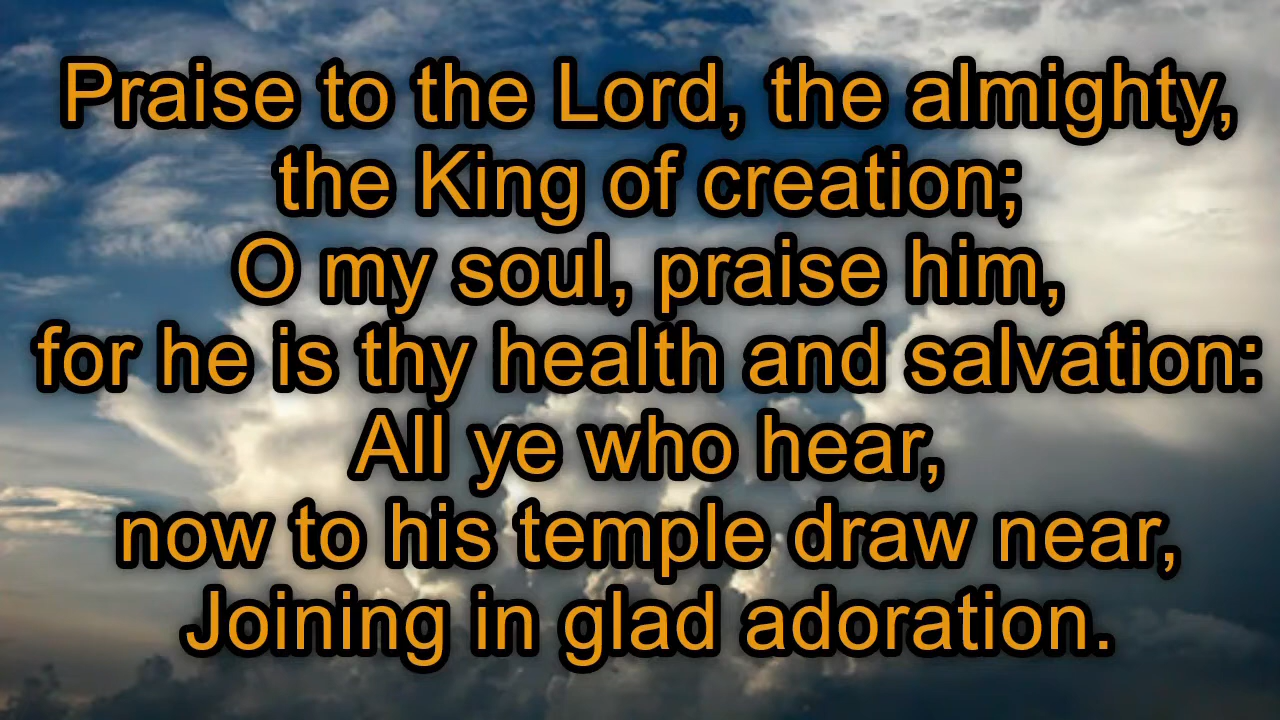 Praise to the Lord, the almighty,
the King of creation;
O my soul, praise him,
for he is thy health and salvation:
All ye who hear,
now to his temple draw near,
Joining in glad adoration.